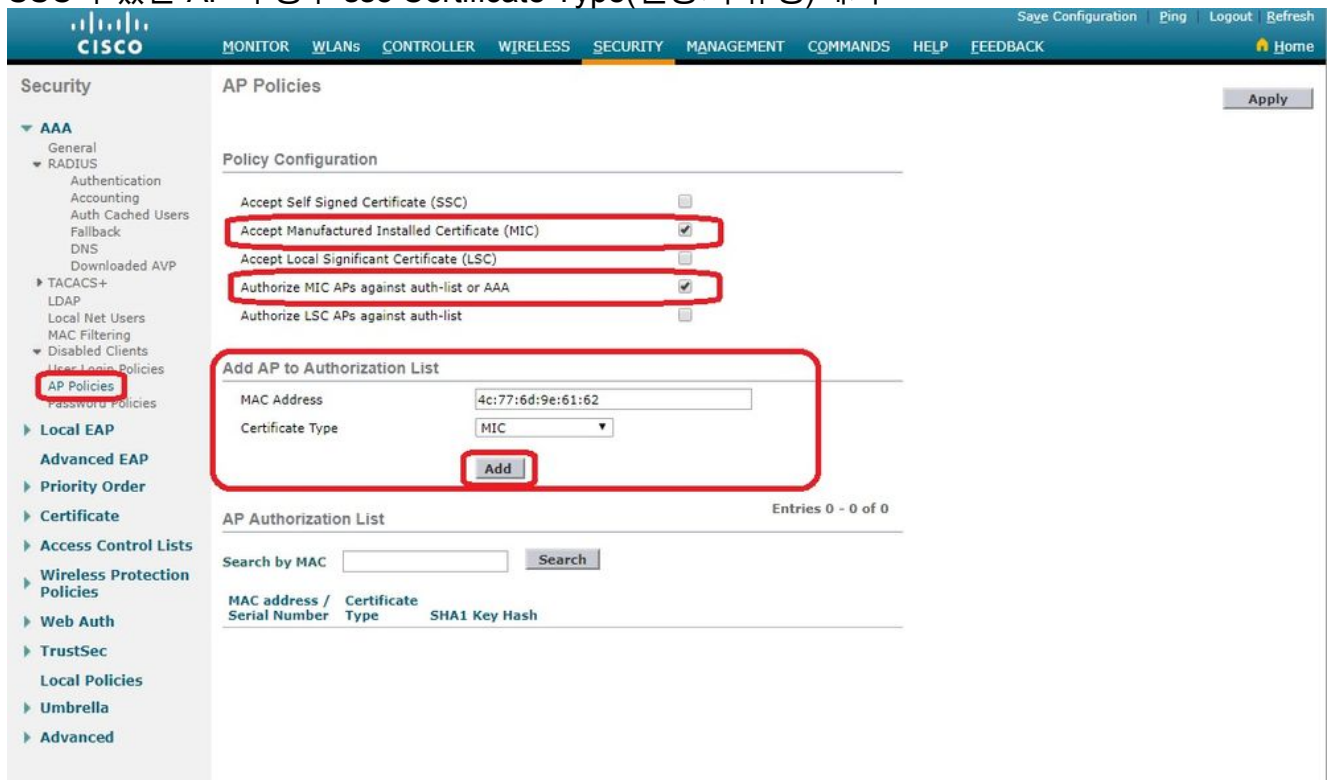 Save Configuration | Ping | Logout | Refresh
CISCO MONITOR WLANs CONTROLLER WIRELESS SECURITY MANAGEMENT COMMANDS HELP FEEDBACK Home
Security
AAA
General
RADIUS
Authentication
Accounting
Auth Cached Users
Fallback
DNS
Downloaded AVP
TACACS+
LDAP
Local Net Users
MAC Filtering
Disabled Clients
User Login Policies
AP Policies
Password Policies
Local EAP
Advanced EAP
Priority Order
Certificate
Access Control Lists
Wireless Protection
Policies
Web Auth
TrustSec
Local Policies
Umbrella
Advanced
AP Policies
Apply
Policy Configuration
Accept Self Signed Certificate (SSC)
Accept Manufactured Installed Certificate (MIC)
Accept Local Significant Certificate (LSC)
Authorize MIC APs against auth-list or AAA
Authorize LSC APs against auth-list
Add AP to Authorization List
MAC Address 4c:77:6d:9e:61:62
Certificate Type MIC
Add
AP Authorization List Entries 0 - 0 of 0
Search by MAC Search
MAC address / Certificate
Serial Number Type SHA1 Key Hash